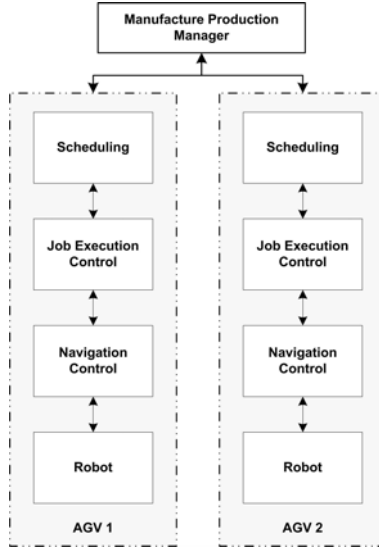 Manufacture Production
Manager
Scheduling
Job Execution
Control
Navigation
Control
Robot
AGV 1
Scheduling
Job Execution
Control
Navigation
Control
Robot
AGV 2